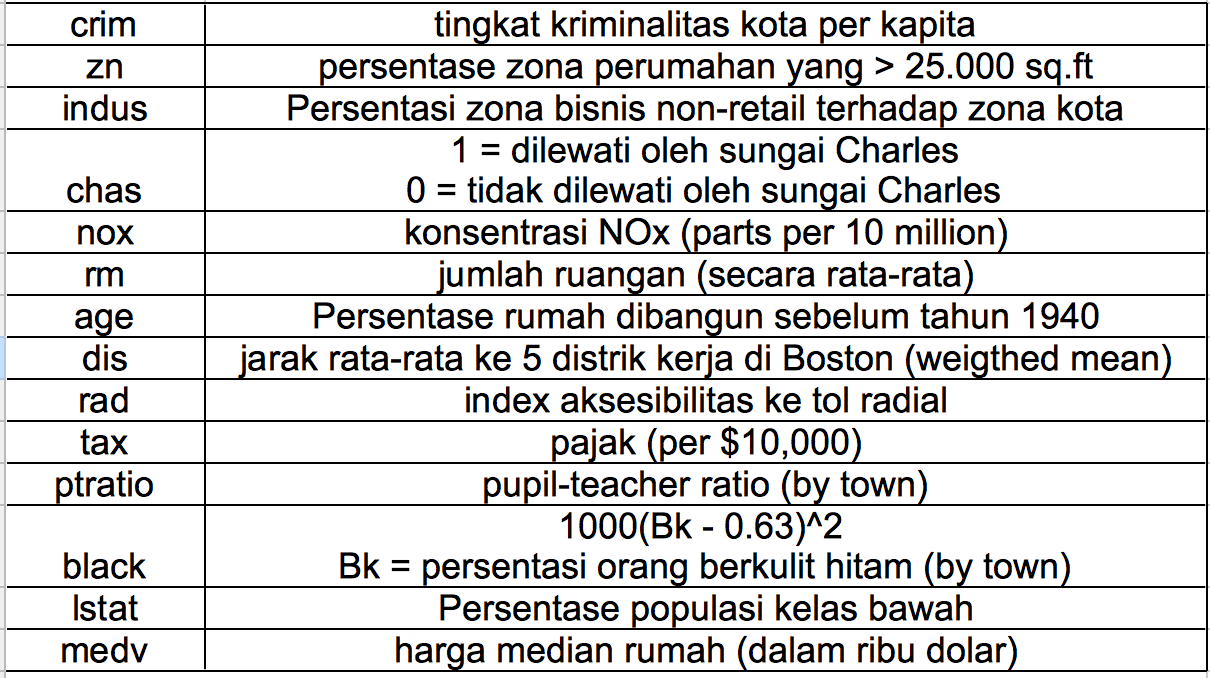 crim tingkat kriminalitas kota per kapita
zn persentase zona perumahan yang > 25.000 sq.ft
indus Persentasi zona bisnis non-retail terhadap zona kota
1 = dilewati oleh sungai Charles
chas 0 = tidak dilewati oleh sungai Charles
nox konsentrasi NOx (parts per 10 million)
rm jumlah ruangan (secara rata-rata)
age Persentase rumah dibangun sebelum tahun 1940
dis jarak rata-rata ke 5 distrik kerja di Boston (weigthed mean)
rad index aksesibilitas ke tol radial
tax pajak (per $10,000)
ptratio pupil-teacher ratio (by town)
1000(Bk - 0.63)^2
black Bk = persentasi orang berkulit hitam (by town)
lstat Persentase populasi kelas bawah
medv harga median rumah (dalam ribu dolar)